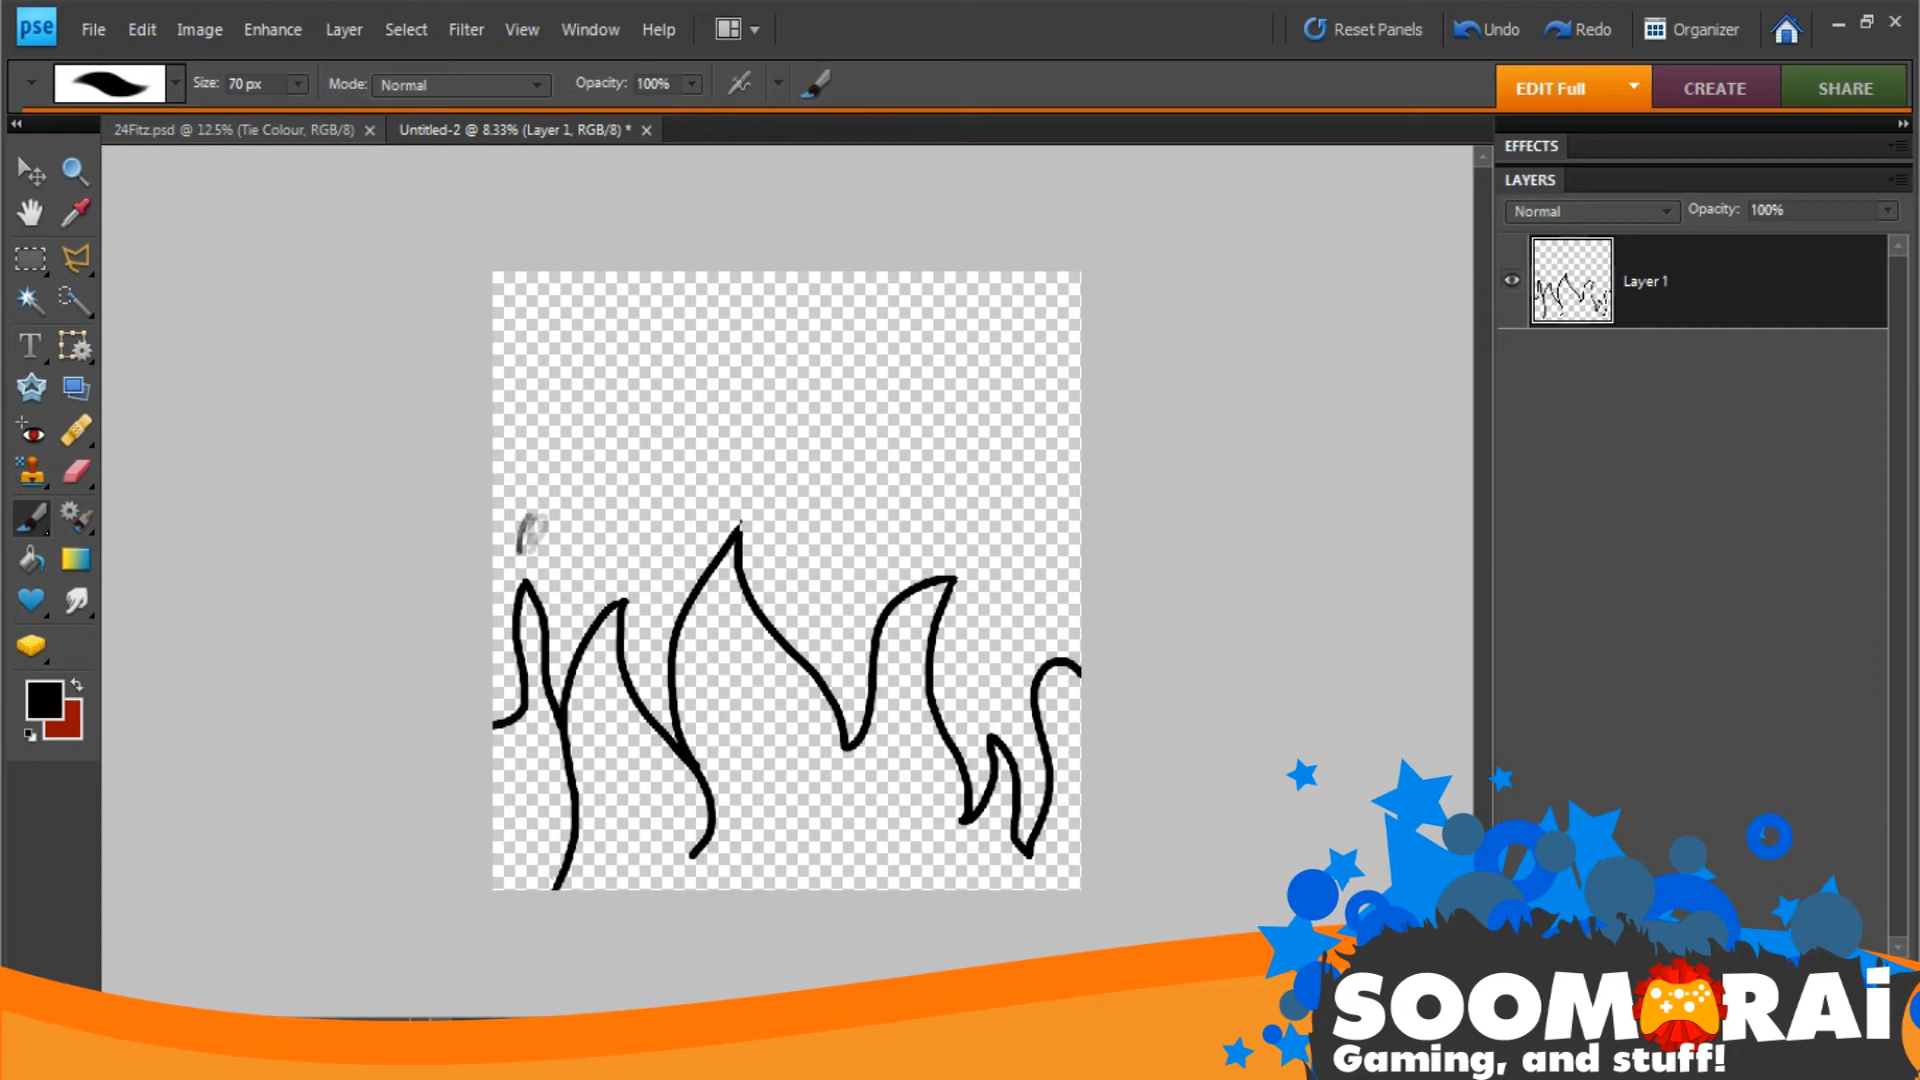 pse File Edit Image Enhance Layer Select Filter View Window Help Reset Panels Undo Redo Organizer
Size: 70 px Mode: Normal Opacity: 100% EDIT Full CREATE SHARE
24Fitz.psd @ 12.5% (Tie Colour, RGB/8) Untitled-2 @ 8.33% (Layer 1, RGB/8) *
EFFECTS
LAYERS
Normal Opacity: 100%
Layer 1
T
SOOMORAi
Gaming, and stuff!